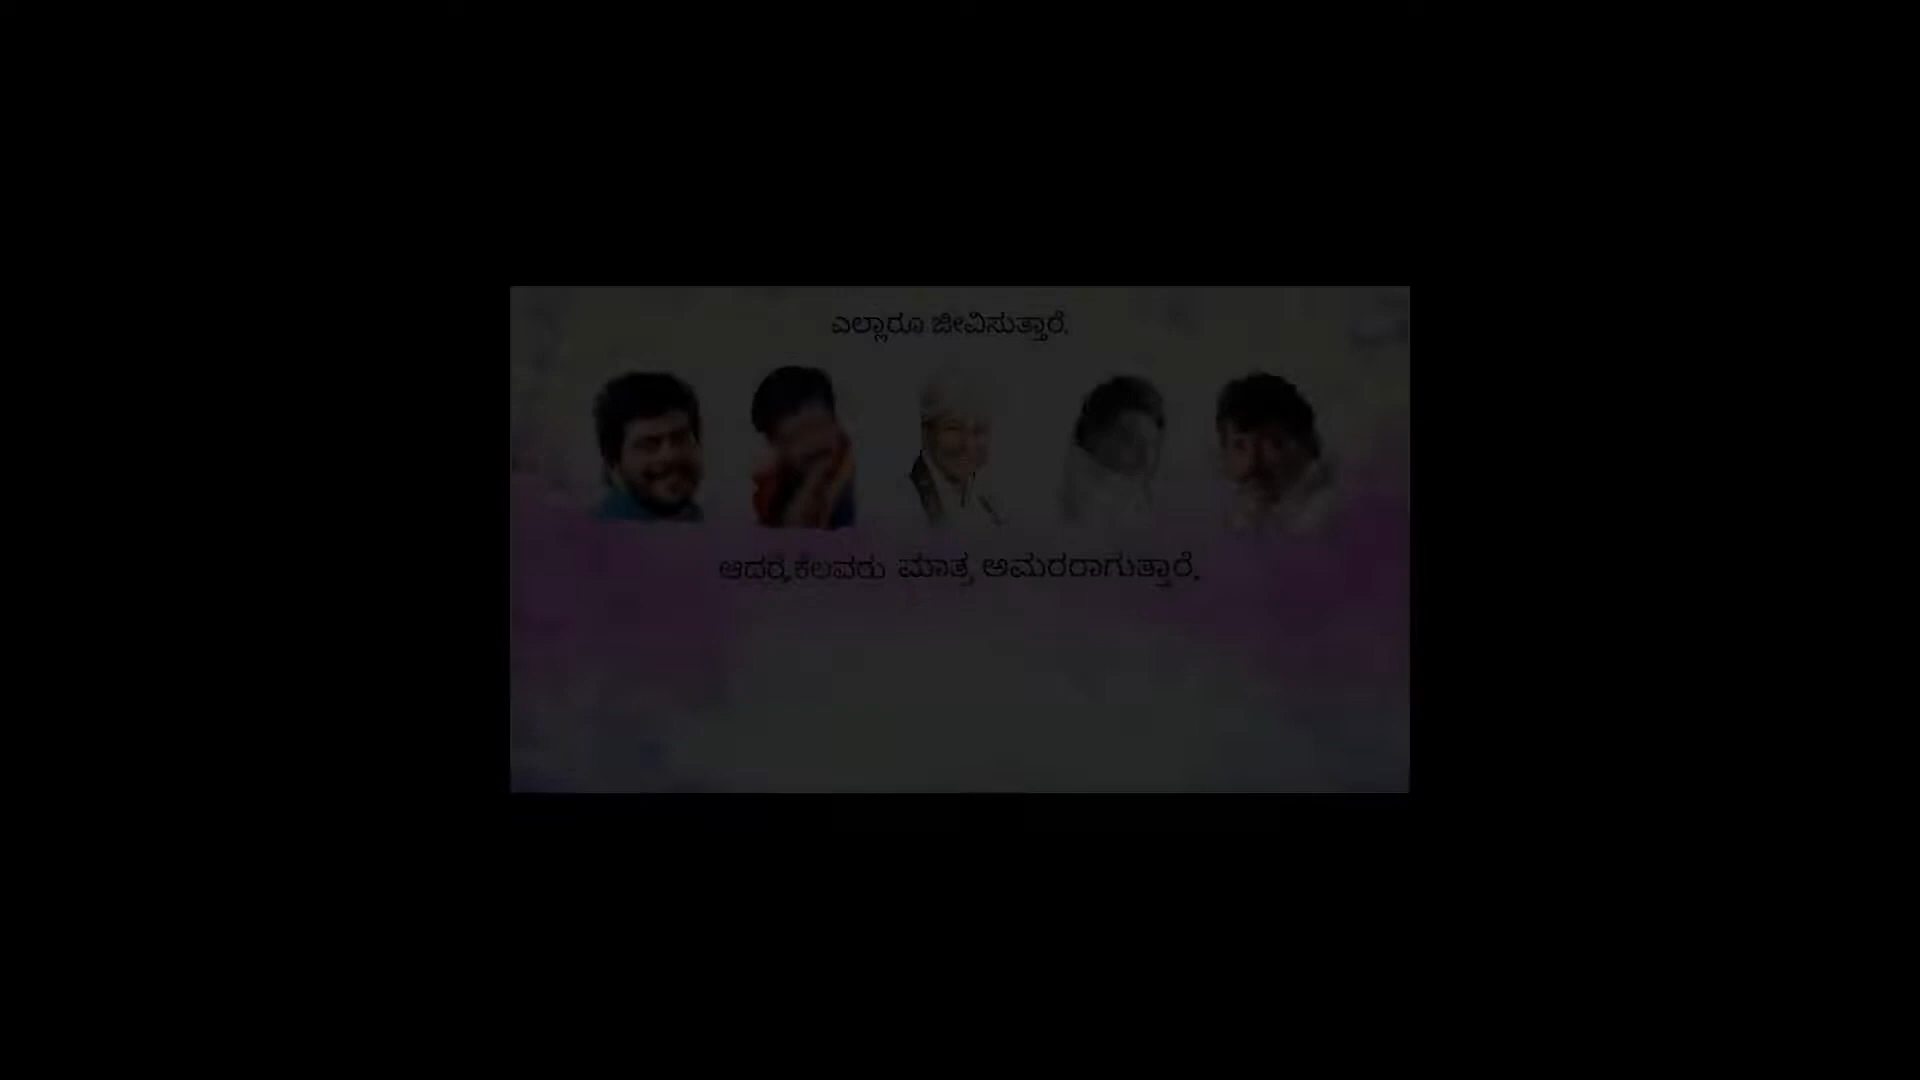 ಎಲ್ಲಾರೂ ಜೀವಿಸುತ್ತಾರೆ.
ಆದರೆ,ಕೆಲವರು ಮಾತ್ರ ಅಮರರಾಗುತ್ತಾರೆ.